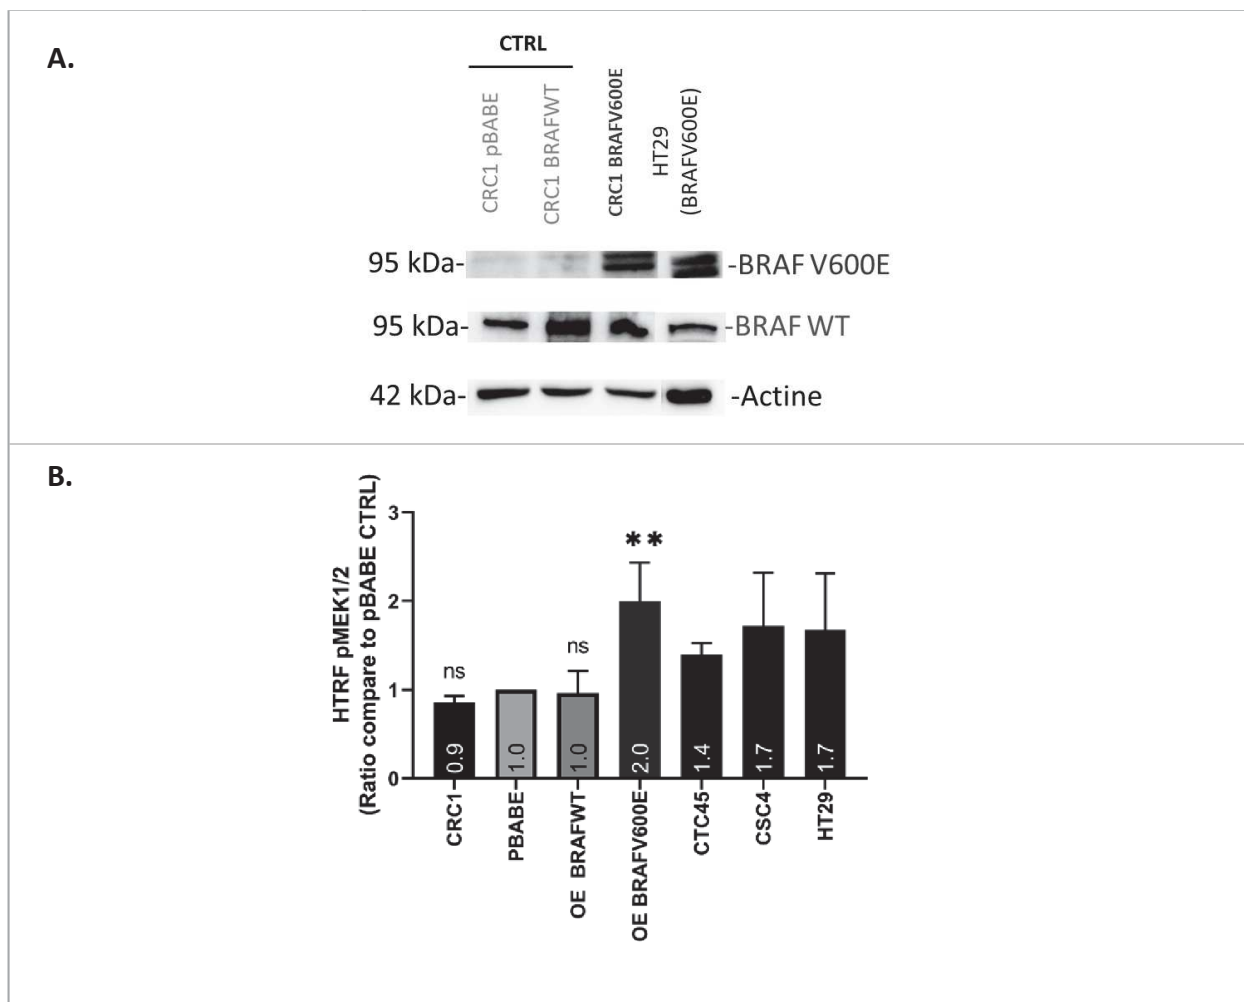 A.
CTRL
CRC1 pBABE
CRC1 BRAFWT
CRC1 BRAFV600E
HT29
(BRAFV600E)
95 kDa-
-BRAF V600E
95 kDa-
-BRAF WT
42 kDa-
-Actine
B.
HTRF pMEK1/2
(Ratio compare to pBABE CTRL)
3
2
1
0
ns
ns
**
0.9
1.0
1.0
2.0
1.4
1.7
1.7
CRC1
PBABE
OE BRAFWT
OE BRAFV600E
CTC45
CSC4
HT29